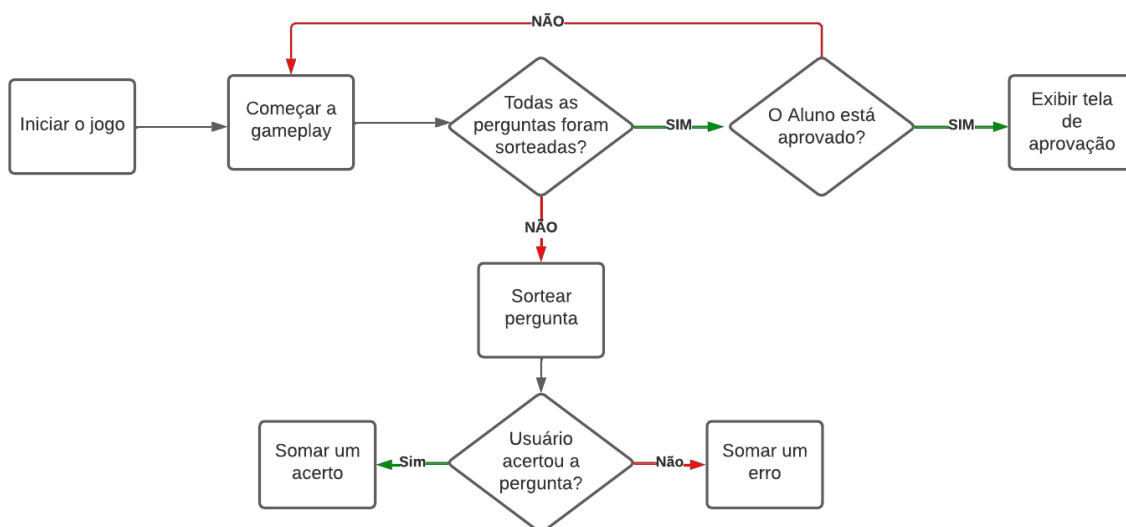 NÃO
Iniciar o jogo
Começar a
gameplay
Todas as
perguntas foram
sorteadas?
SIM
O Aluno está
aprovado?
SIM
Exibir tela
de
aprovação
NÃO
Sortear
pergunta
Somar um
acerto
Sim
Usuário
acertou a
pergunta?
Não
Somar um
erro